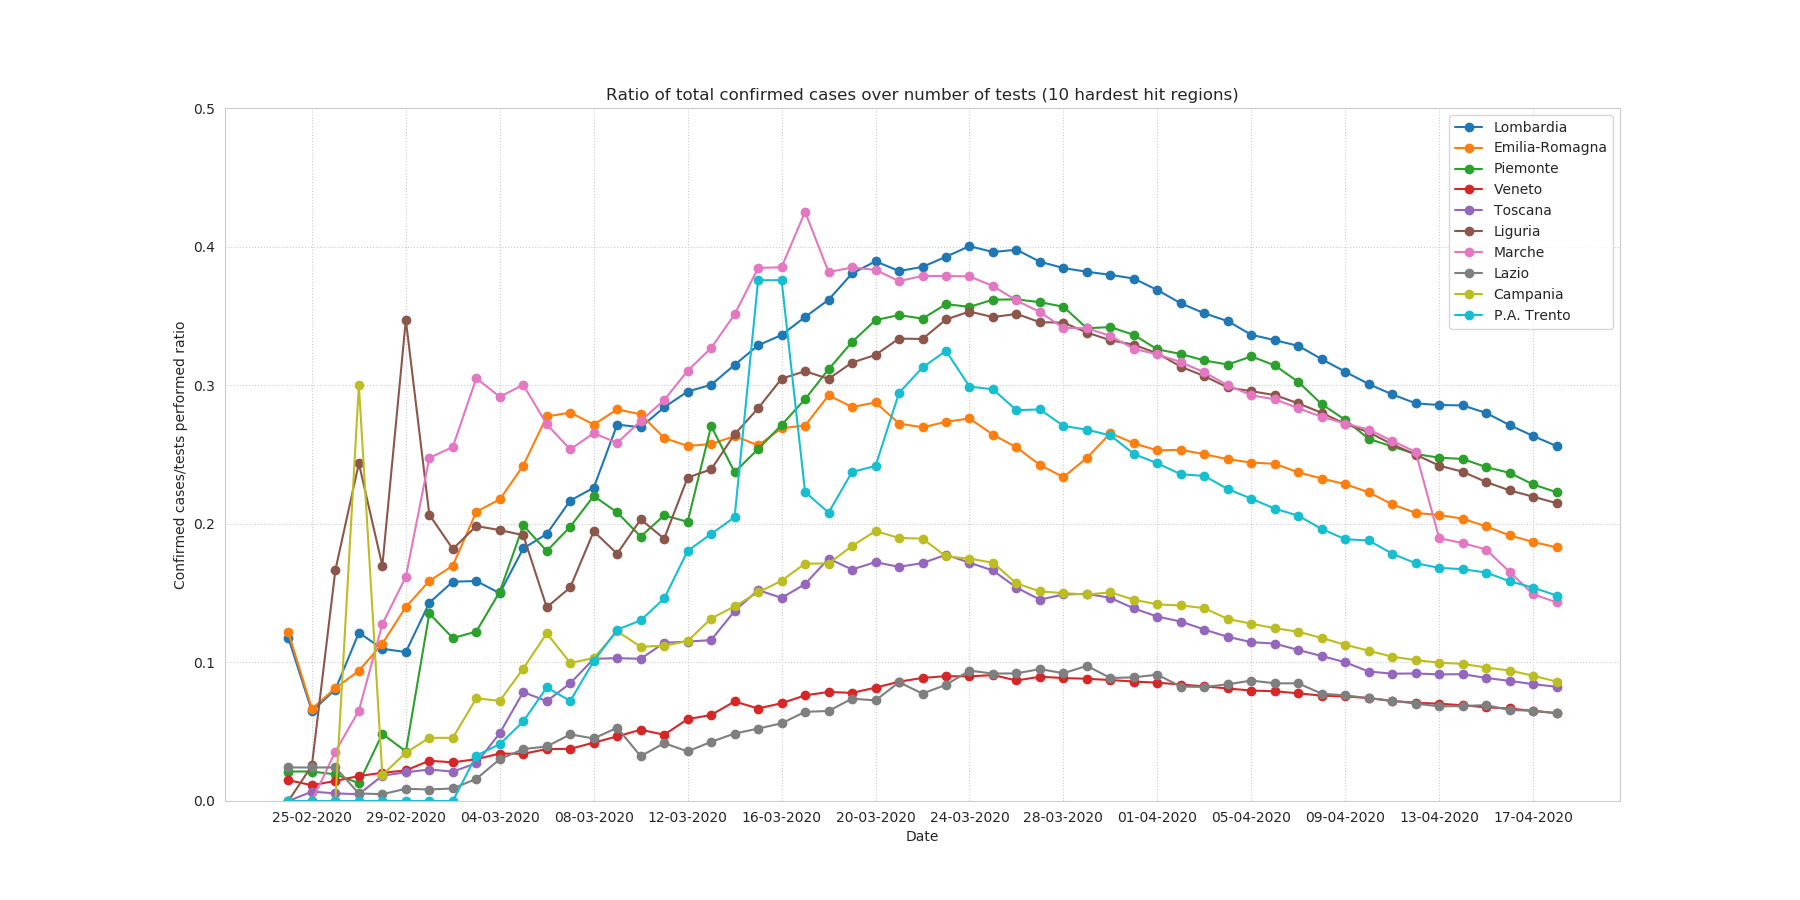 Ratio of total confirmed cases over number of tests (10 hardest hit regions)
0.5
0.4
0.3
0.2
0.1
0.0
Confirmed cases/tests performed ratio
Lombardia
Emilia-Romagna
Piemonte
Veneto
Toscana
Liguria
Marche
Lazio
Campania
P.A. Trento
25-02-2020 29-02-2020 04-03-2020 08-03-2020 12-03-2020 16-03-2020 20-03-2020 24-03-2020 28-03-2020 01-04-2020 05-04-2020 09-04-2020 13-04-2020 17-04-2020
Date